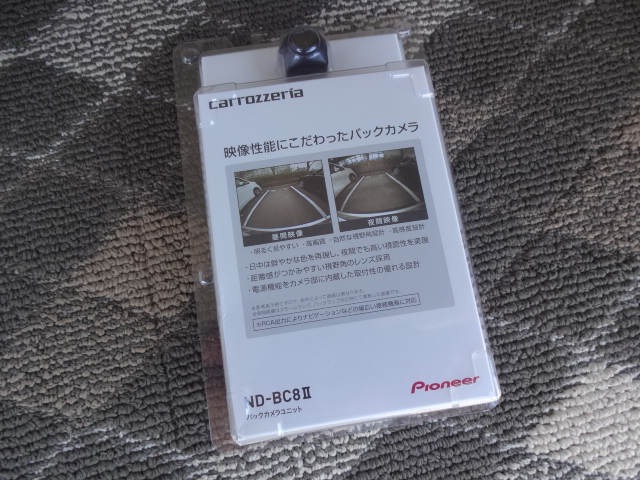 carrozzeria
映像性能にこだわったバックカメラ
昼間映像
夜間映像
・明るく見やすい ・高画質 ・自然な視野角設計 ・高感度設計
・日中は鮮やかな色を再現し、夜間でも高い視認性を実現
・距離感がつかみやすい視野角のレンズ採用
・電源機能をカメラ部に内蔵した取付性の優れる設計
※RCA出力によりナビゲーションなどの幅広い接続機器に対応
Pioneer
ND-BC8Ⅱ
バックカメラユニット